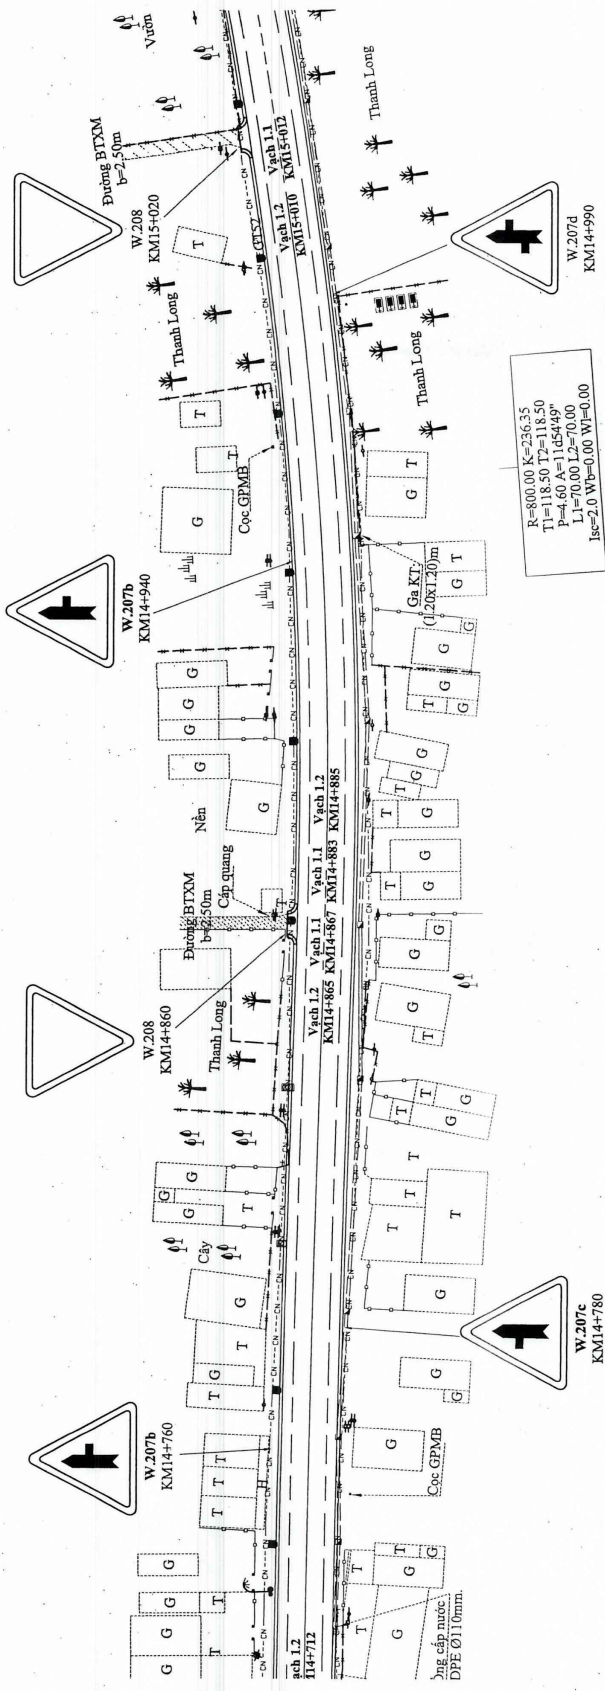 W.207b
KM14+760
W.208
KM14+860
W.207b
KM14+940
W.208
KM15+020
Đường BTXM
b=2.50m
Đường BTXM
b=2.50m
Vườn
Cây
Thanh Long
Nền
Cáp quang
Cọc GPMB
Thanh Long
GT52
Vạch 1.2
KM14+865
Vạch 1.1
KM14+867
Vạch 1.1
KM14+883
Vạch 1.2
KM14+885
Vạch 1.2
KM15+010
Vạch 1.1
KM15+012
ạch 1.2
114+712
ống cấp nước
DPE Ø110mm.
Cọc GPMB
Ga KT:
(1.20x1.20)m
Thanh Long
Thanh Long
W.207c
KM14+780
W.207d
KM14+990
R=800.00 K=236.35
T1=118.50 T2=118.50
P=4.60 A=11d54'49"
L1=70.00 L2=70.00
Isc=2.0 Wb=0.00 Wl=0.00